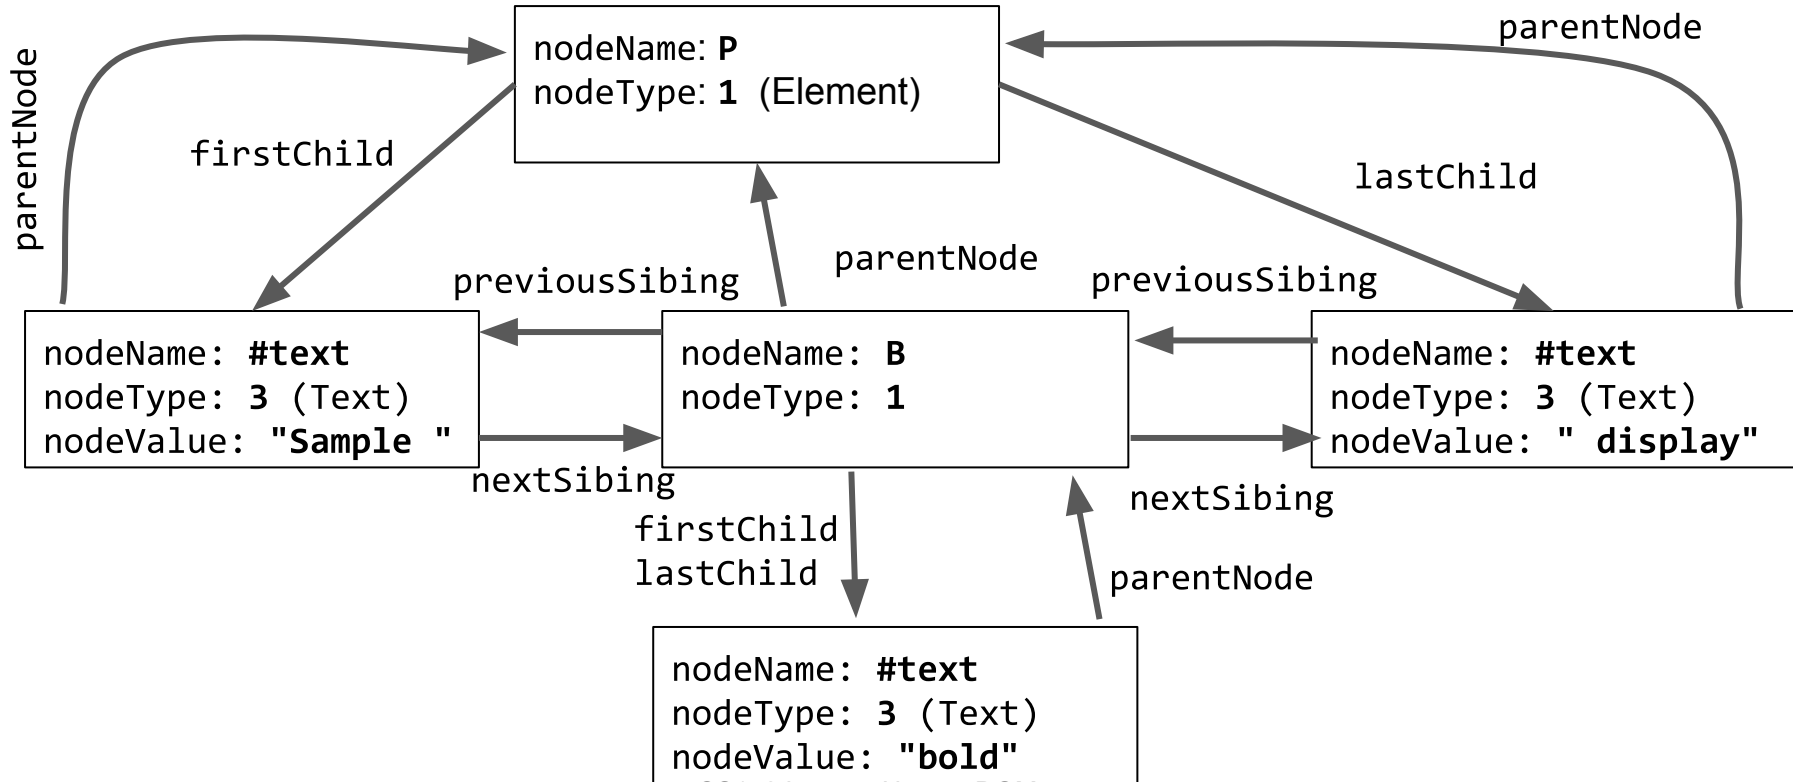 parentNode
nodeName: P
nodeType: 1 (Element)
parentNode
firstChild
lastChild
previousSibing
parentNode
previousSibing
nodeName: #text
nodeType: 3 (Text)
nodeValue: "Sample "
nodeName: B
nodeType: 1
nodeName: #text
nodeType: 3 (Text)
nodeValue: " display"
nextSibing
nextSibing
firstChild
lastChild
parentNode
nodeName: #text
nodeType: 3 (Text)
nodeValue: "bold"